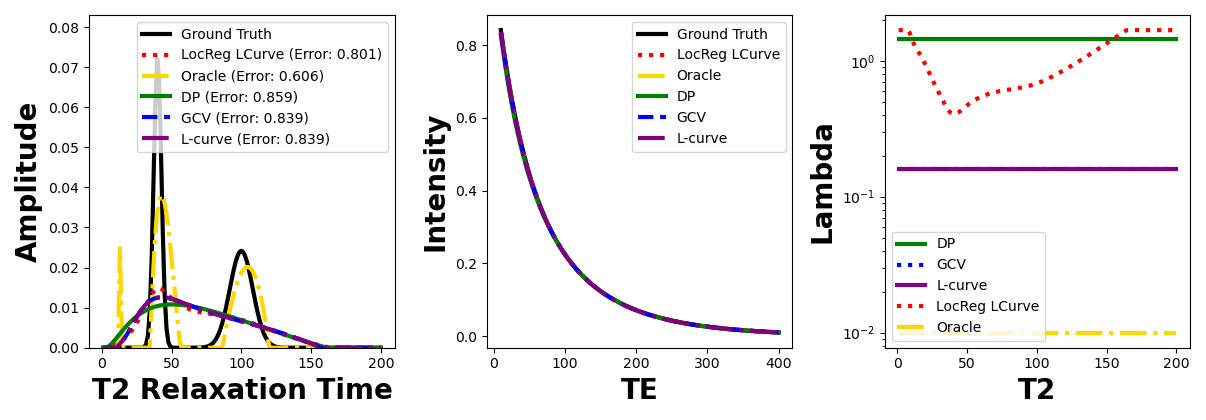 Amplitude
0.08
0.07
0.06
0.05
0.04
0.03
0.02
0.01
0.00
Ground Truth
LocReg LCurve (Error: 0.801)
Oracle (Error: 0.606)
DP (Error: 0.859)
GCV (Error: 0.839)
L-curve (Error: 0.839)
0 50 100 150 200
T2 Relaxation Time
Intensity
0.8
0.6
0.4
0.2
0.0
Ground Truth
LocReg LCurve
Oracle
DP
GCV
L-curve
0 100 200 300 400
TE
Lambda
10⁰
10⁻¹
10⁻²
DP
GCV
L-curve
LocReg LCurve
Oracle
0 50 100 150 200
T2